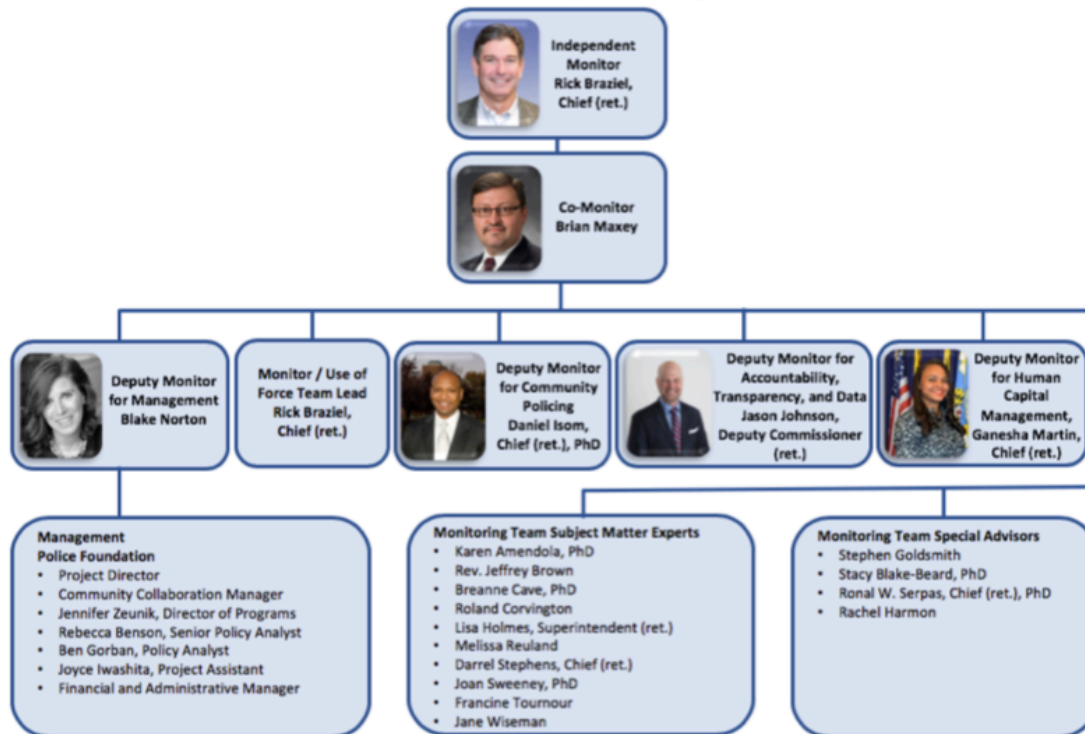 Independent
Monitor
Rick Braziel,
Chief (ret.)
Co-Monitor
Brian Maxey
Deputy Monitor
for Management
Blake Norton
Monitor / Use of
Force Team Lead
Rick Braziel,
Chief (ret.)
Deputy Monitor
for Community
Policing
Daniel Isom,
Chief (ret.), PhD
Deputy Monitor for
Accountability,
Transparency, and Data
Jason Johnson,
Deputy Commissioner
(ret.)
Deputy Monitor
for Human
Capital
Management,
Ganesha Martin,
Chief (ret.)
Management
Police Foundation
• Project Director
• Community Collaboration Manager
• Jennifer Zeunik, Director of Programs
• Rebecca Benson, Senior Policy Analyst
• Ben Gorban, Policy Analyst
• Joyce Iwashita, Project Assistant
• Financial and Administrative Manager
Monitoring Team Subject Matter Experts
• Karen Amendola, PhD
• Rev. Jeffrey Brown
• Breanne Cave, PhD
• Roland Corvington
• Lisa Holmes, Superintendent (ret.)
• Melissa Reuland
• Darrel Stephens, Chief (ret.)
• Joan Sweeney, PhD
• Francine Tournour
• Jane Wiseman
Monitoring Team Special Advisors
• Stephen Goldsmith
• Stacy Blake-Beard, PhD
• Ronal W. Serpas, Chief (ret.), PhD
• Rachel Harmon